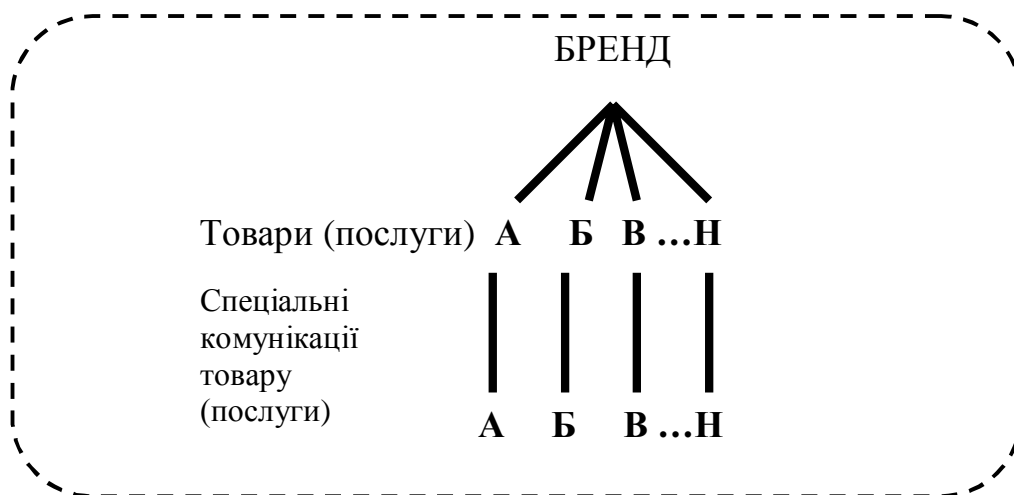 БРЕНД
Товари (послуги) А Б В ...Н
Спеціальні
комунікації
товару
(послуги)
А Б В ...Н